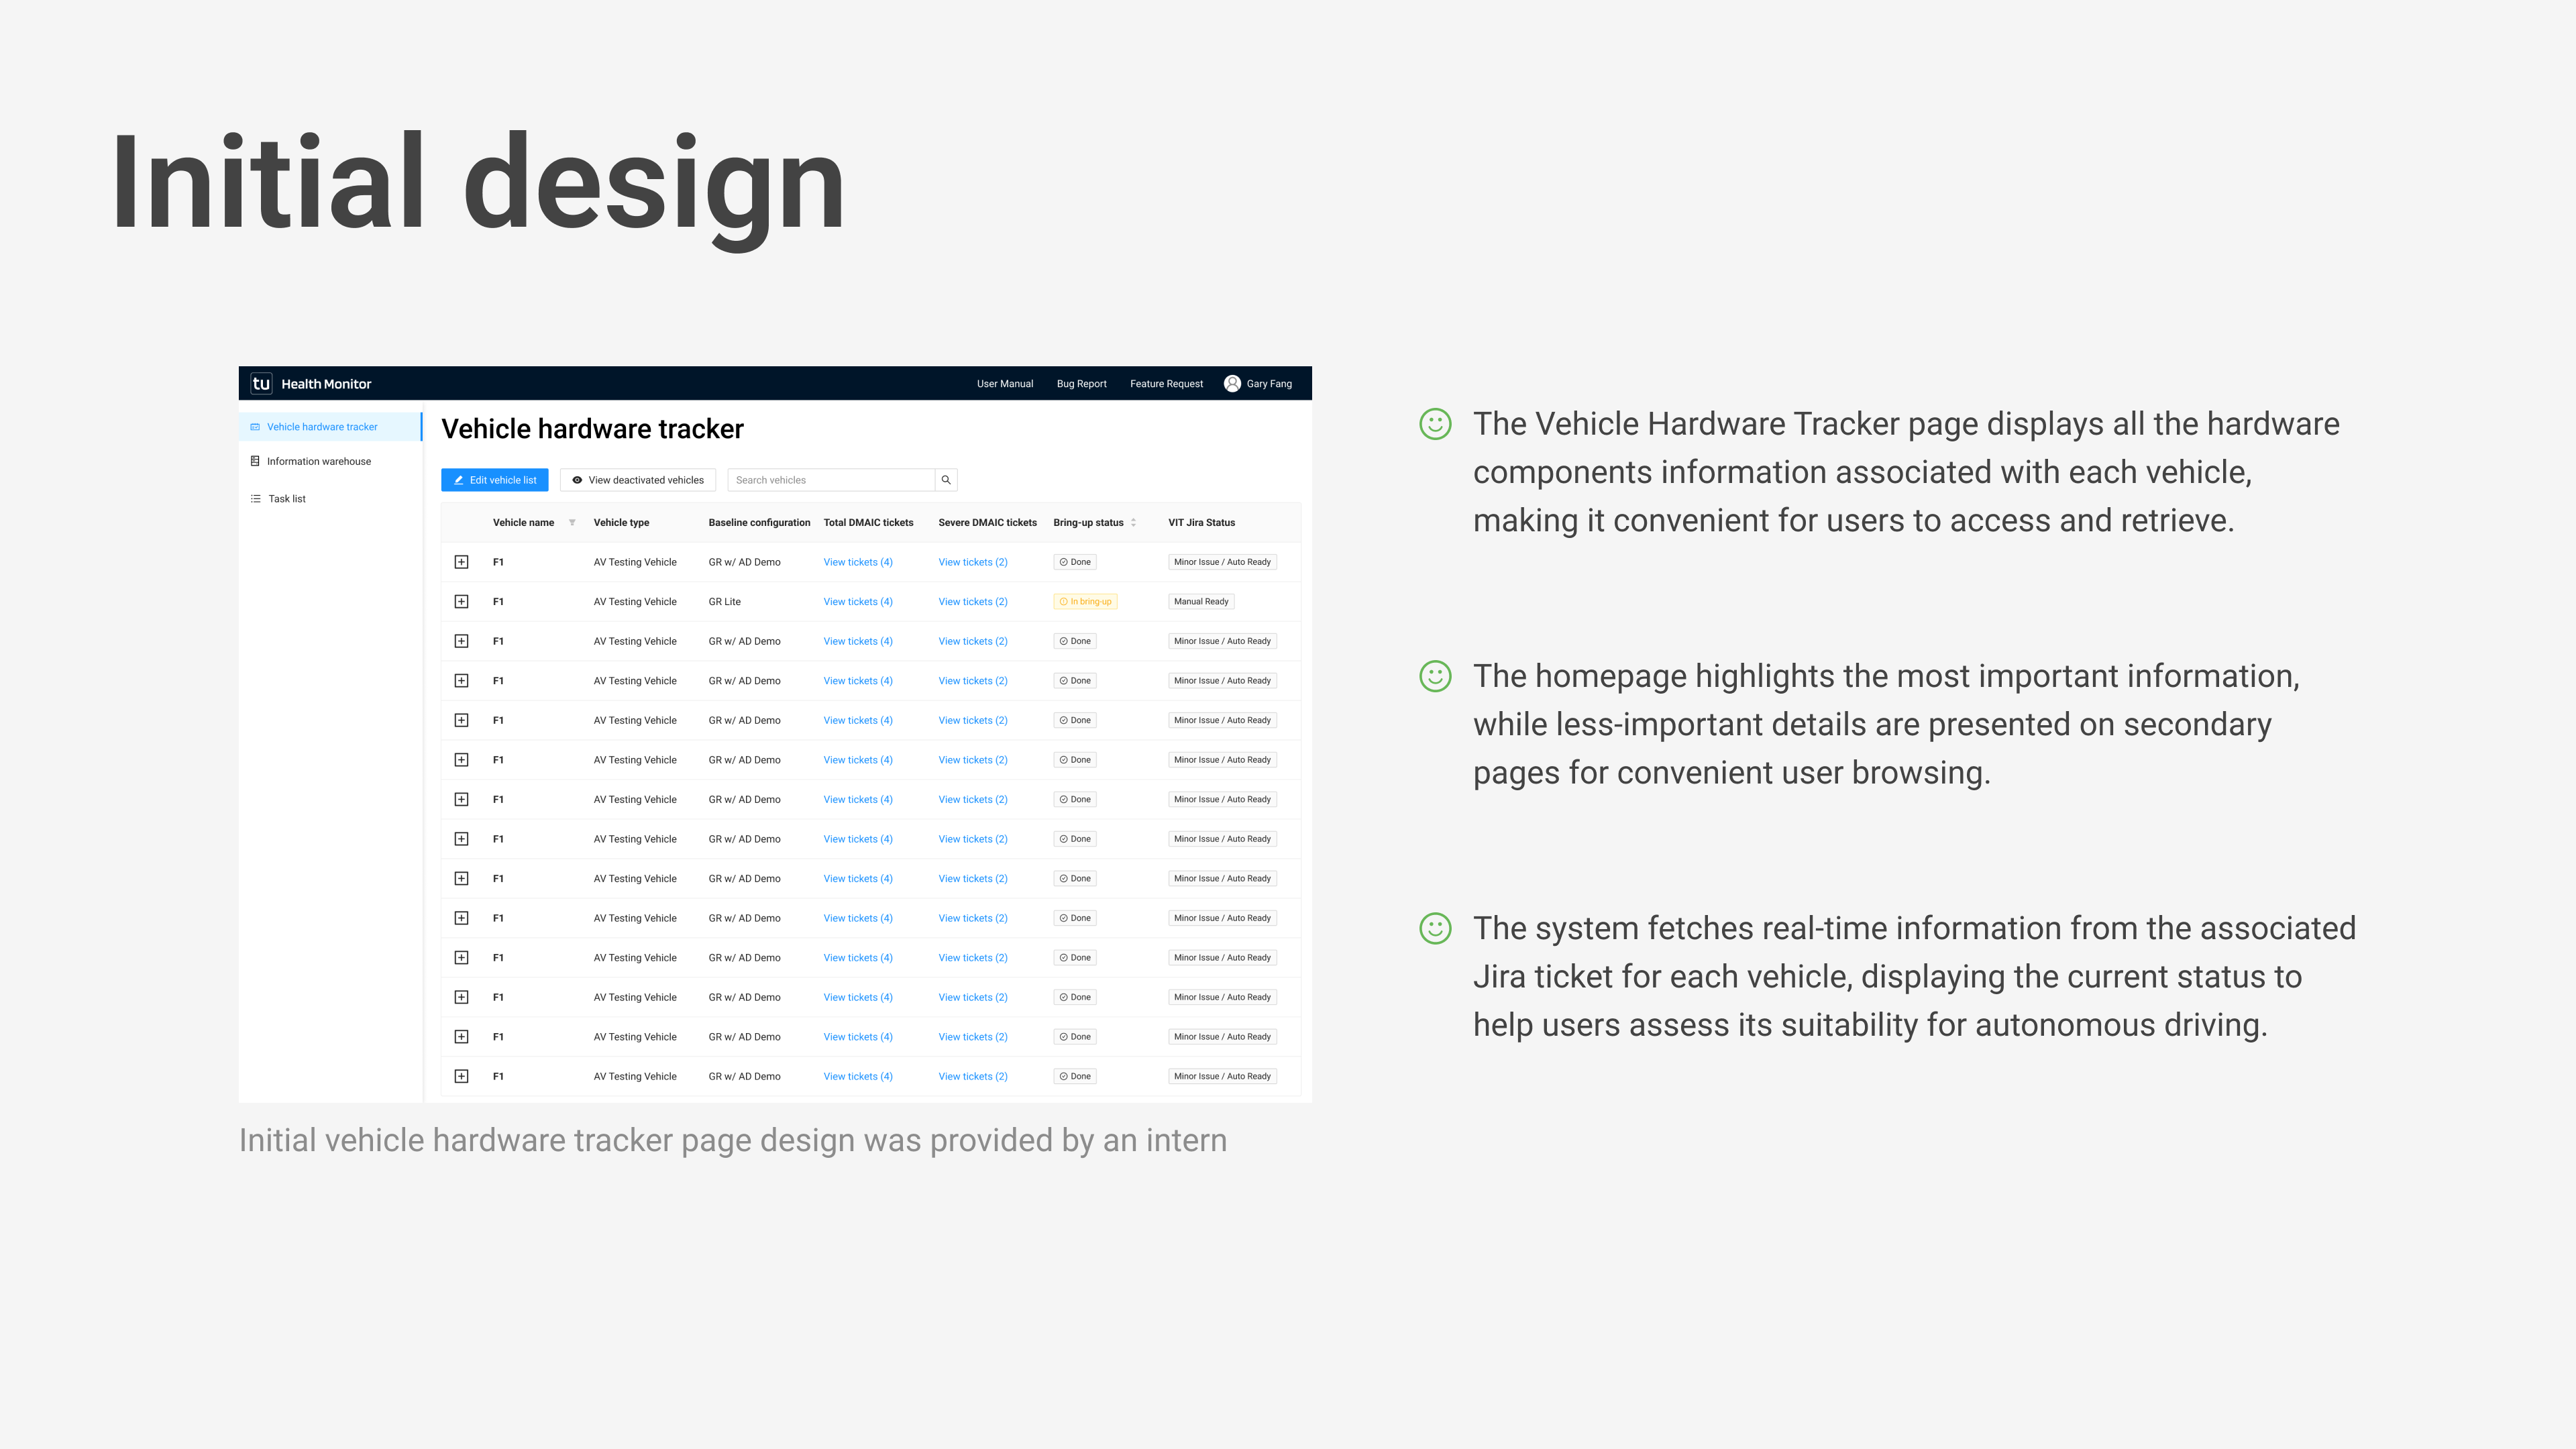 Initial design
tu Health Monitor
User Manual Bug Report Feature Request Gary Fang
Vehicle hardware tracker
Information warehouse
Task list
Vehicle hardware tracker
Edit vehicle list View deactivated vehicles Search vehicles
Vehicle name Vehicle type Baseline configuration Total DMAIC tickets Severe DMAIC tickets Bring-up status VIT Jira Status
F1 AV Testing Vehicle GR w/ AD Demo View tickets (4) View tickets (2) Done Minor Issue / Auto Ready
F1 AV Testing Vehicle GR Lite View tickets (4) View tickets (2) In bring-up Manual Ready
F1 AV Testing Vehicle GR w/ AD Demo View tickets (4) View tickets (2) Done Minor Issue / Auto Ready
F1 AV Testing Vehicle GR w/ AD Demo View tickets (4) View tickets (2) Done Minor Issue / Auto Ready
F1 AV Testing Vehicle GR w/ AD Demo View tickets (4) View tickets (2) Done Minor Issue / Auto Ready
F1 AV Testing Vehicle GR w/ AD Demo View tickets (4) View tickets (2) Done Minor Issue / Auto Ready
F1 AV Testing Vehicle GR w/ AD Demo View tickets (4) View tickets (2) Done Minor Issue / Auto Ready
F1 AV Testing Vehicle GR w/ AD Demo View tickets (4) View tickets (2) Done Minor Issue / Auto Ready
F1 AV Testing Vehicle GR w/ AD Demo View tickets (4) View tickets (2) Done Minor Issue / Auto Ready
F1 AV Testing Vehicle GR w/ AD Demo View tickets (4) View tickets (2) Done Minor Issue / Auto Ready
F1 AV Testing Vehicle GR w/ AD Demo View tickets (4) View tickets (2) Done Minor Issue / Auto Ready
F1 AV Testing Vehicle GR w/ AD Demo View tickets (4) View tickets (2) Done Minor Issue / Auto Ready
F1 AV Testing Vehicle GR w/ AD Demo View tickets (4) View tickets (2) Done Minor Issue / Auto Ready
F1 AV Testing Vehicle GR w/ AD Demo View tickets (4) View tickets (2) Done Minor Issue / Auto Ready
Initial vehicle hardware tracker page design was provided by an intern
The Vehicle Hardware Tracker page displays all the hardware
components information associated with each vehicle,
making it convenient for users to access and retrieve.
The homepage highlights the most important information,
while less-important details are presented on secondary
pages for convenient user browsing.
The system fetches real-time information from the associated
Jira ticket for each vehicle, displaying the current status to
help users assess its suitability for autonomous driving.